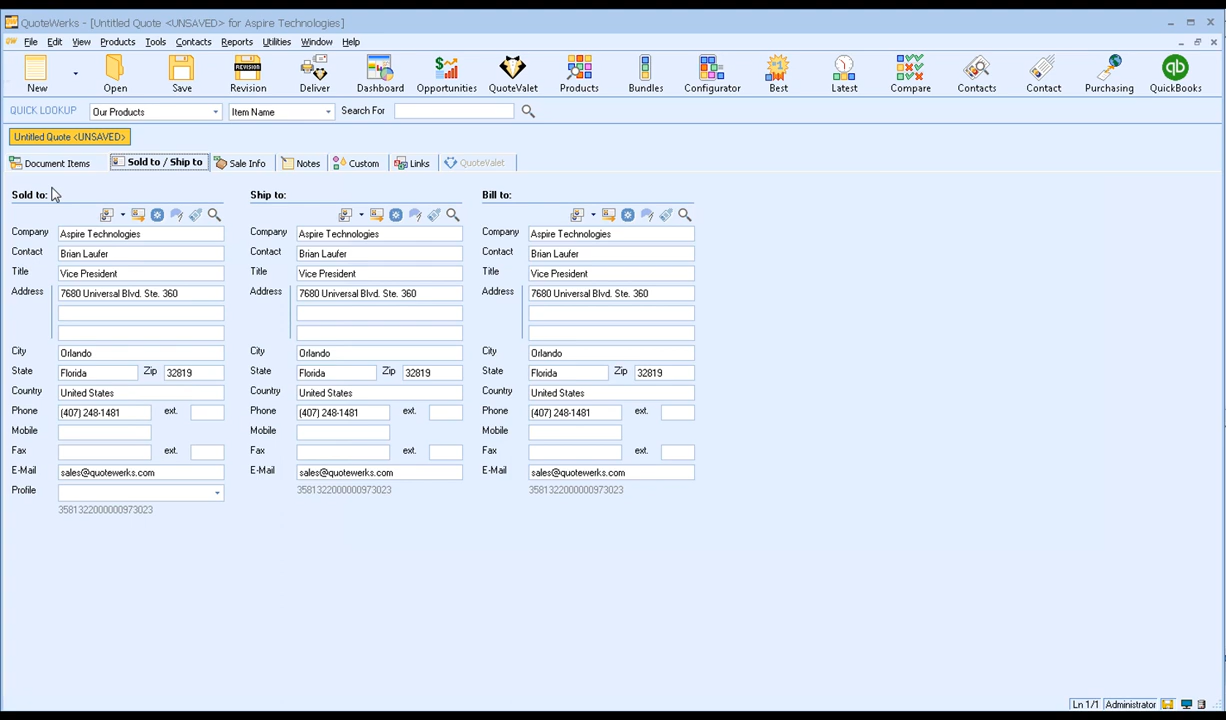 QuoteWerks - [Untitled Quote <UNSAVED> for Aspire Technologies]
File Edit View Products Tools Contacts Reports Utilities Window Help
REVISION #1 qb
New Open Save Revision Deliver Dashboard Opportunities QuoteValet Products Bundles Configurator Best Latest Compare Contacts Contact Purchasing QuickBooks
QUICK LOOKUP Our Products Item Name Search For
Untitled Quote <UNSAVED>
Document Items Sold to / Ship to Sale Info Notes Custom Links QuoteValet
Sold to: Ship to: Bill to:
Company Aspire Technologies Company Aspire Technologies Company Aspire Technologies
Contact Brian Laufer Contact Brian Laufer Contact Brian Laufer
Title Vice President Title Vice President Title Vice President
Address 7680 Universal Blvd. Ste. 360 Address 7680 Universal Blvd. Ste. 360 Address 7680 Universal Blvd. Ste. 360
City Orlando City Orlando City Orlando
State Florida Zip 32819 State Florida Zip 32819 State Florida Zip 32819
Country United States Country United States Country United States
Phone (407) 248-1481 ext. Phone (407) 248-1481 ext. Phone (407) 248-1481 ext.
Mobile Mobile Mobile
Fax ext. Fax ext. Fax ext.
E-Mail sales@quotewerks.com E-Mail sales@quotewerks.com E-Mail sales@quotewerks.com
Profile 3581322000000973023 3581322000000973023
3581322000000973023
Ln 1/1 Administrator